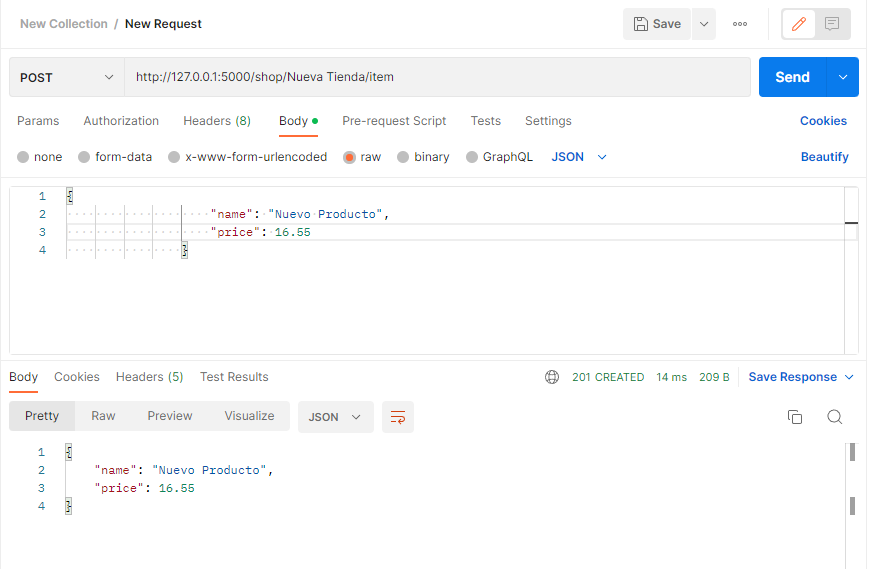 New Collection / New Request Save
POST http://127.0.0.1:5000/shop/Nueva Tienda/item Send
Params Authorization Headers (8) Body Pre-request Script Tests Settings Cookies
none form-data x-www-form-urlencoded raw binary GraphQL JSON Beautify
1 {
2 "name": "Nuevo Producto",
3 "price": 16.55
4 }
Body Cookies Headers (5) Test Results 201 CREATED 14 ms 209 B Save Response
Pretty Raw Preview Visualize JSON
1 {
2 "name": "Nuevo Producto",
3 "price": 16.55
4 }